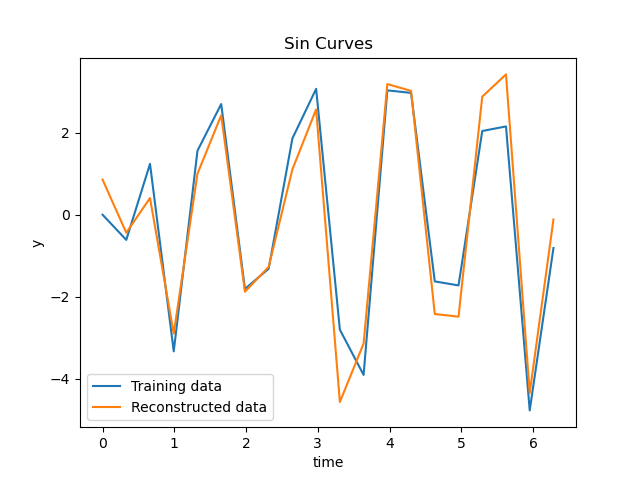 Sin Curves
y
2
0
−2
−4
Training data
Reconstructed data
0 1 2 3 4 5 6
time